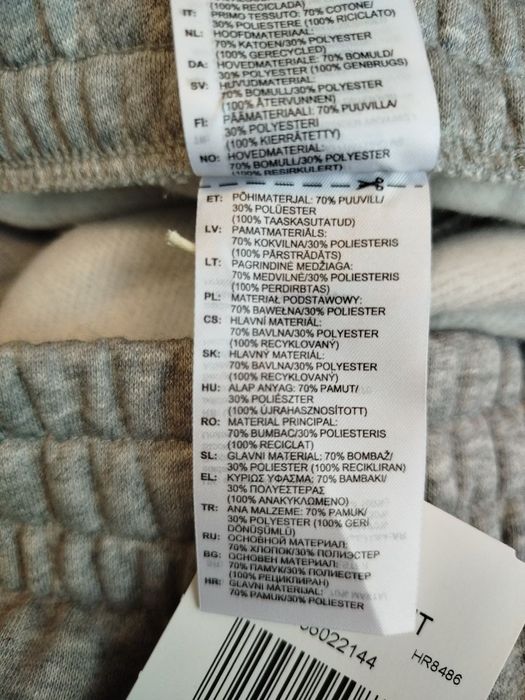 (100% RECICLADA)
IT: PRIMO TESSUTO: 70% COTONE/
30% POLIESTERE (100% RICICLATO)
NL: HOOFDMATERIAAL:
70% KATOEN/30% POLYESTER
(100% GERECYCLED)
DA: HOVEDMATERIALE: 70% BOMULD/
30% POLYESTER (100% GENBRUGS)
SV: HUVUDMATERIAL:
70% BOMULL/30% POLYESTER
(100% ÅTERVUNNEN)
FI: PÄÄMATERIAALI: 70% PUUVILLA/
30% POLYESTERI
(100% KIERRÄTETTY)
NO: HOVEDMATERIAL:
70% BOMULL/30% POLYESTER
(100% RESIRKULERT)
ET: PÕHIMATERJAL: 70% PUUVILL/
30% POLÜESTER
(100% TAASKASUTATUD)
LV: PAMATMATERIĀLS:
70% KOKVILNA/30% POLIESTERIS
(100% PĀRSTRĀDĀTS)
LT: PAGRINDINĖ MEDŽIAGA:
70% MEDVILNĖ/30% POLIESTERIS
(100% PERDIRBTAS)
PL: MATERIAŁ PODSTAWOWY:
70% BAWEŁNA/30% POLYESTER
CS: HLAVNÍ MATERIÁL:
70% BAVLNA/30% POLYESTER
(100% RECYKLOVANÝ)
SK: HLAVNÝ MATERIÁL:
70% BAVLNA/30% POLYESTER
(100% RECYKLOVANÝ)
HU: ALAP ANYAG: 70% PAMUT/
30% POLIÉSZTER
(100% ÚJRAHASZNOSÍTOTT)
RO: MATERIAL PRINCIPAL:
70% BUMBAC/30% POLIESTERIS
(100% RECICLAT)
SL: GLAVNI MATERIAL: 70% BOMBAŽ/
30% POLIESTER (100% RECIKLIRAN)
EL: ΚΥΡΙΩΣ ΥΦΑΣΜΑ: 70% ΒΑΜΒΑΚΙ/
30% ΠΟΛΥΕΣΤΕΡΑΣ
(100% ΑΝΑΚΥΚΛΩΜΕΝΟ)
TR: ANA MALZEME: 70% PAMUK/
30% POLYESTER (100% GERİ
DÖNÜŞÜMLÜ)
RU: ОСНОВНОЙ МАТЕРИАЛ:
70% ХЛОПОК/30% ПОЛИЭСТЕР
BG: ОСНОВЕН МАТЕРИАЛ:
70% ПАМУК/30% ПОЛИЕСТЕР
(100% РЕЦИКЛИРАН)
HR: GLAVNI MATERIJAL:
70% PAMUK/30% POLIESTER
HR8486
06022144